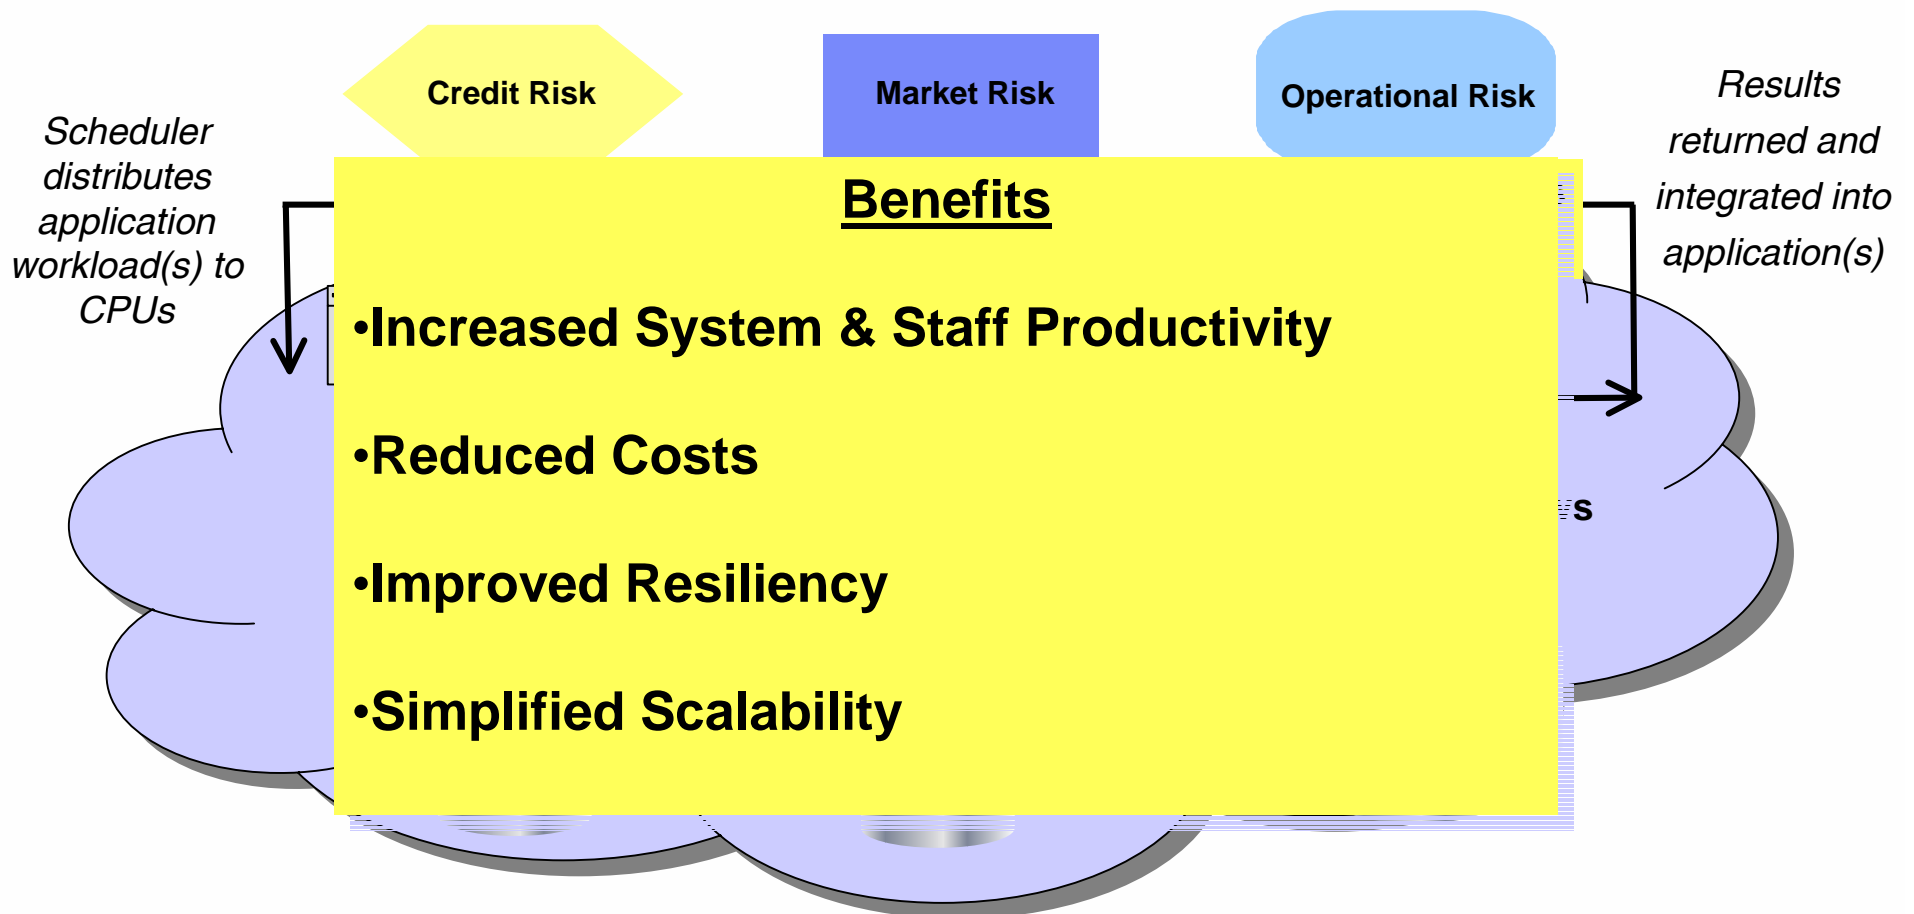 Credit Risk
Market Risk
Operational Risk
Scheduler
distributes
application
workload(s) to
CPUs
Results
returned and
integrated into
application(s)
Benefits
•Increased System & Staff Productivity
•Reduced Costs
•Improved Resiliency
•Simplified Scalability